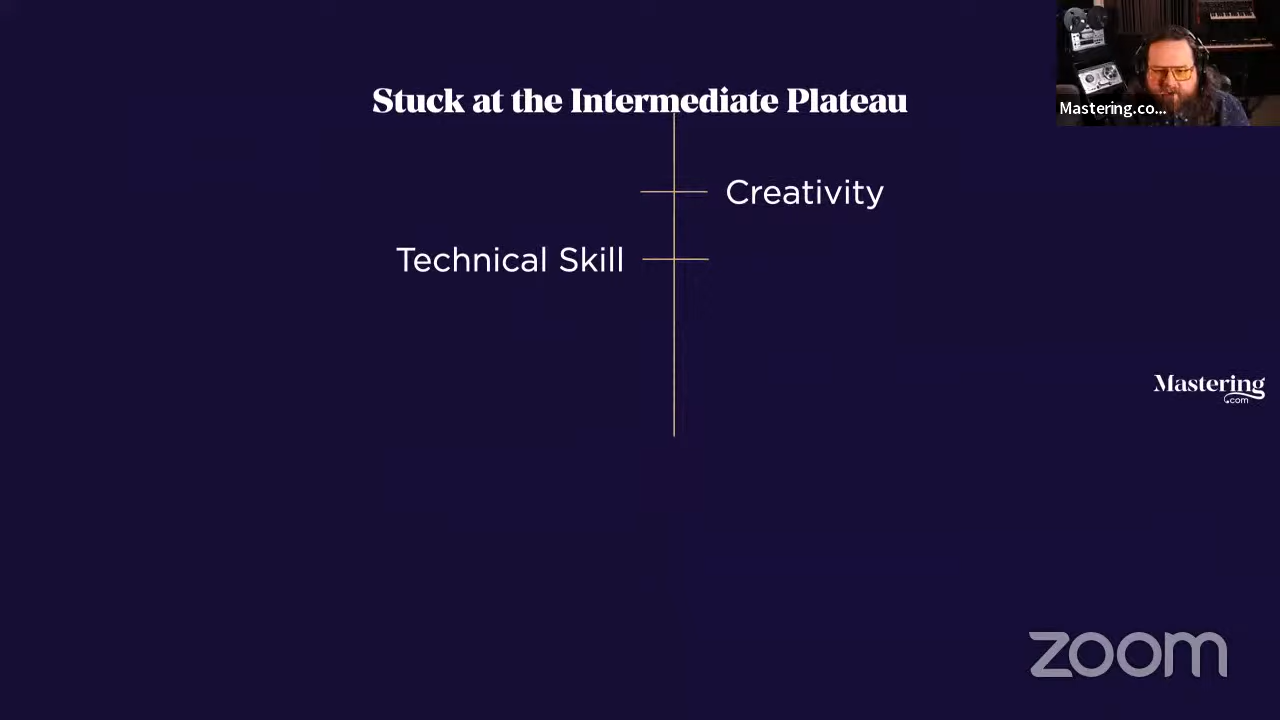 Stuck at the Intermediate Plateau
Mastering.co...
Creativity
Technical Skill
Mastering
.com
zoom